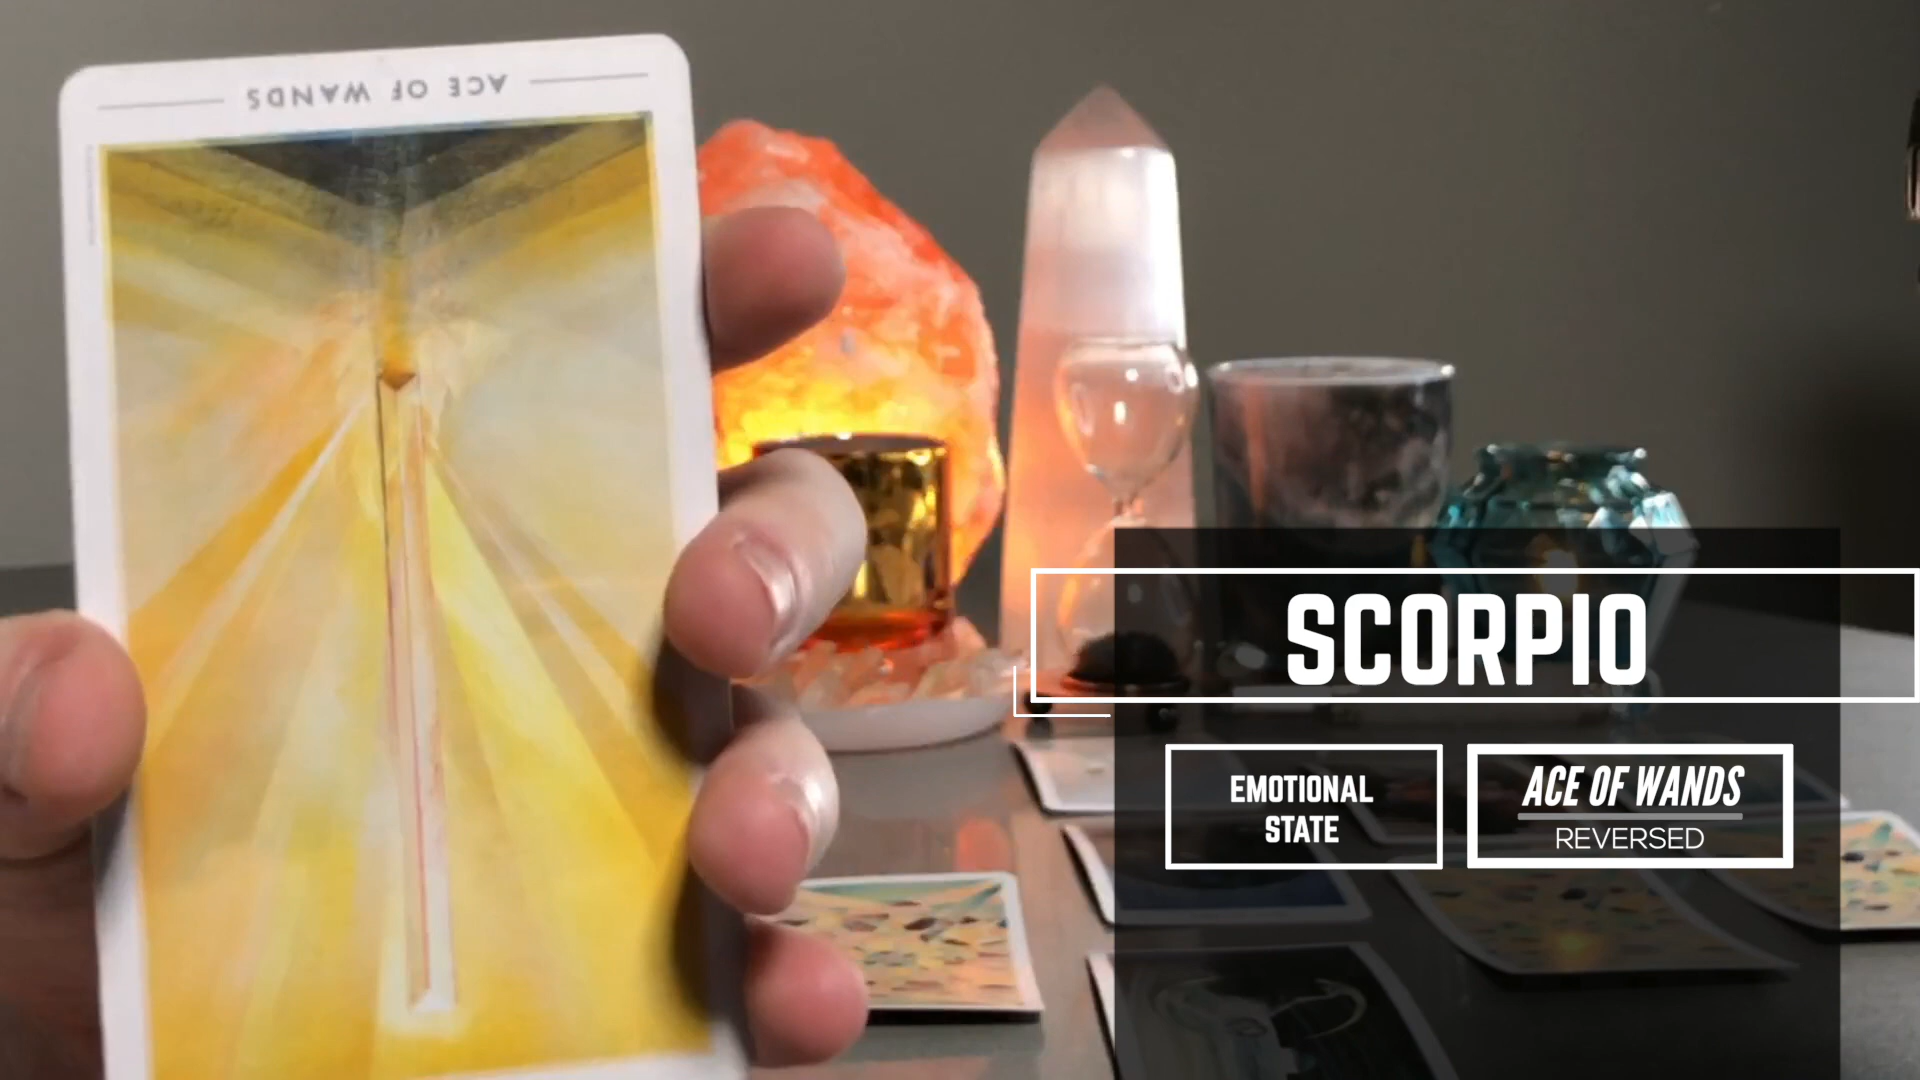 ACE OF WANDS
SCORPIO
EMOTIONAL
STATE
ACE OF WANDS
REVERSED